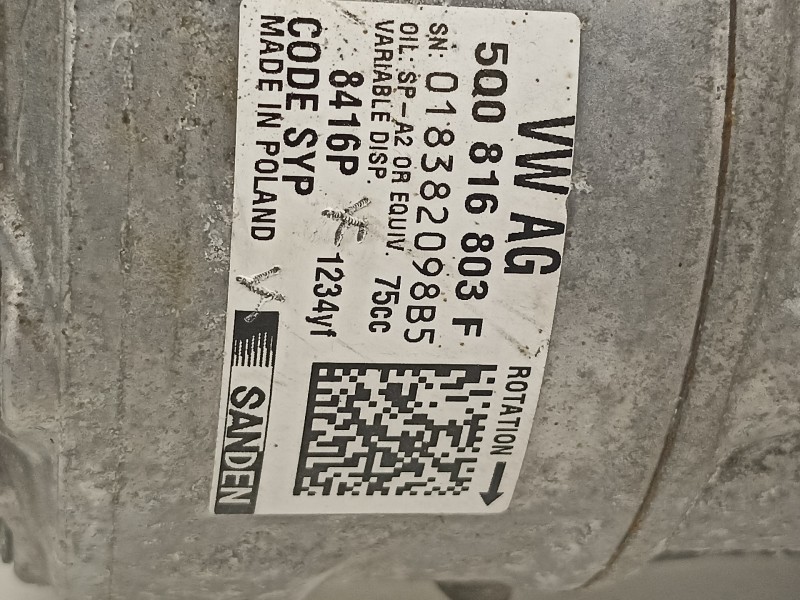 VW AG
5Q0 816 803 F
SN: 018382098B5
OIL: SP-A2 OR EQUIV. 75cc
VARIABLE DISP.
8416P 1234yf
CODE SYP
MADE IN POLAND
ROTATION →
SANDEN